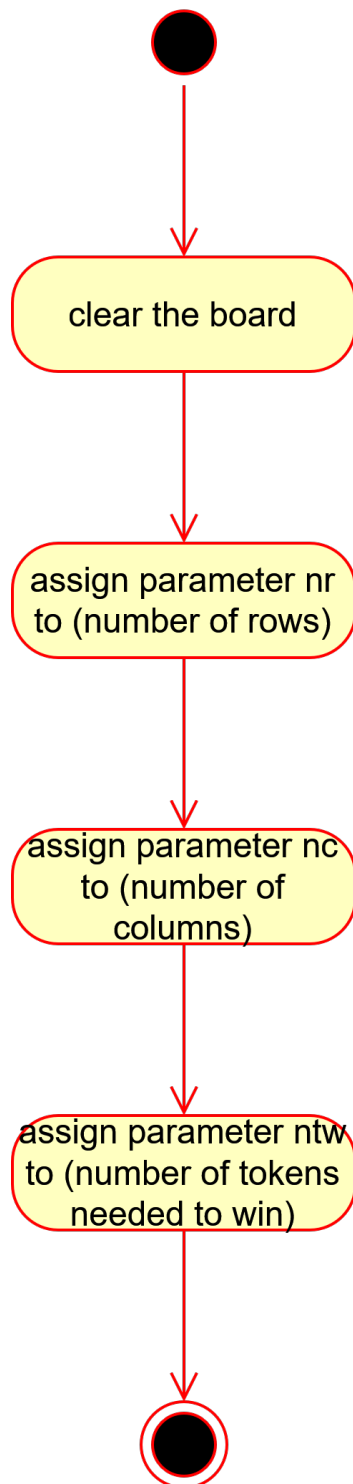 clear the board
assign parameter nr
to (number of rows)
assign parameter nc
to (number of
columns)
assign parameter ntw
to (number of tokens
needed to win)